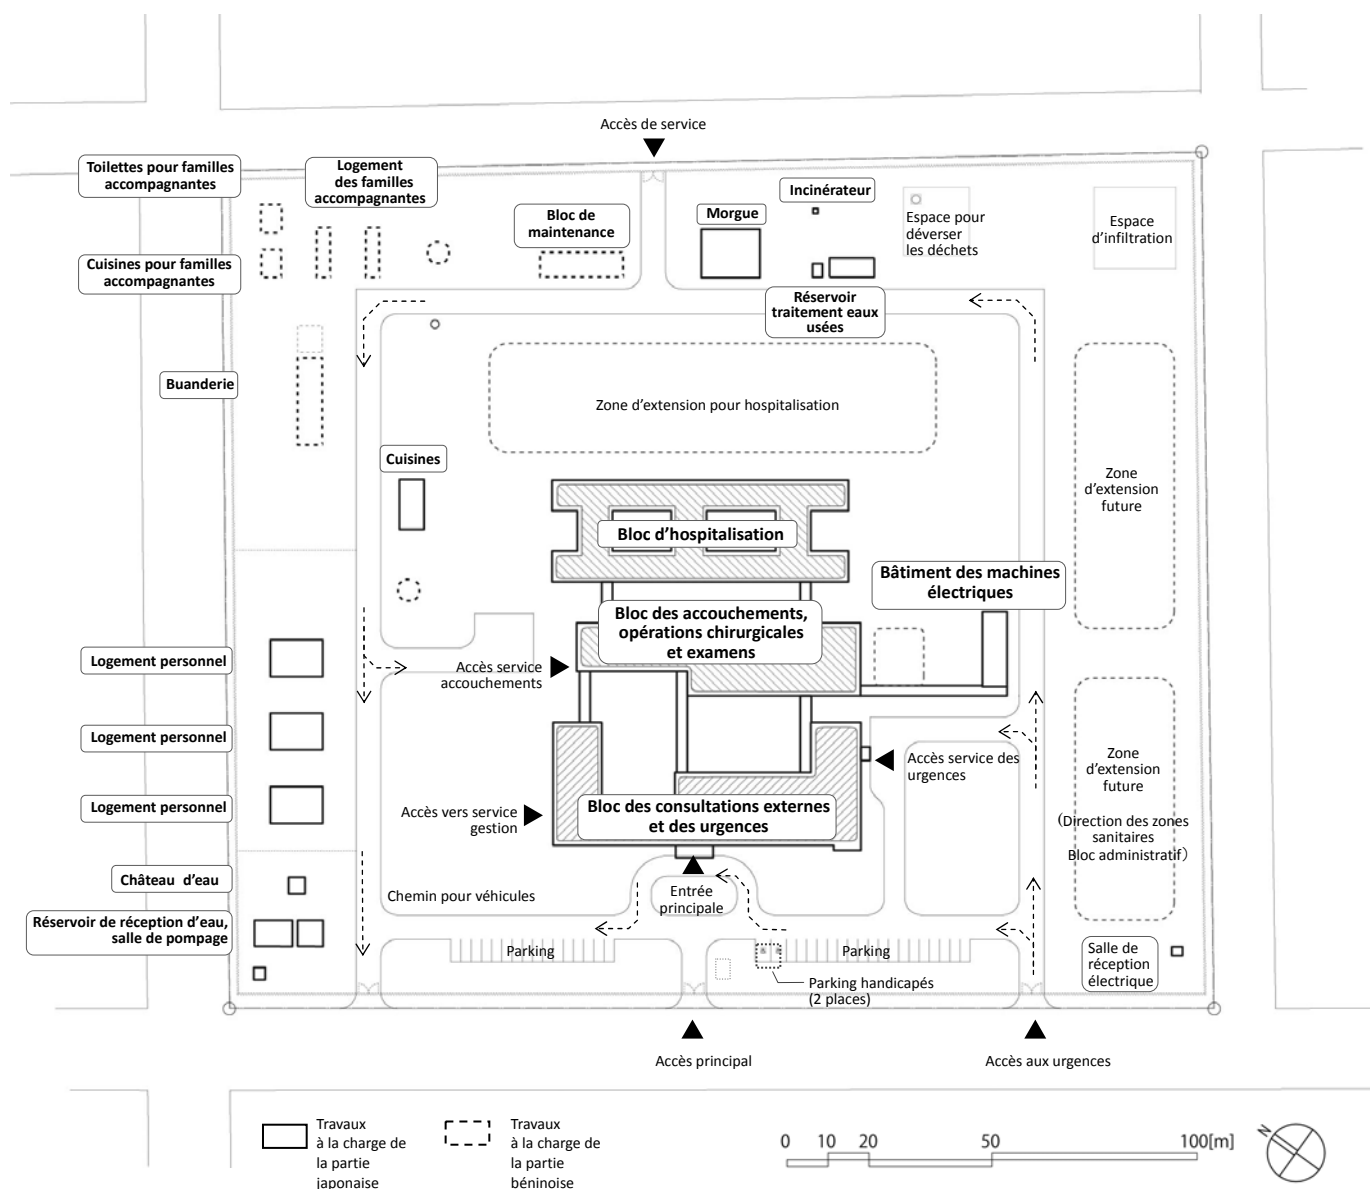 Accès de service
Toilettes pour familles
accompagnantes
Logement
des familles
accompagnantes
Bloc de
maintenance
Morgue
Incinérateur
Espace pour
déverser
les déchets
Espace
d'infiltration
Cuisines pour familles
accompagnantes
Réservoir
traitement eaux
usées
Buanderie
Zone d'extension pour hospitalisation
Cuisines
Zone
d'extension
future
Bloc d'hospitalisation
Bâtiment des machines
électriques
Bloc des accouchements,
opérations chirurgicales
et examens
Logement personnel
Accès service
accouchements
Logement personnel
Accès service des
urgences
Zone
d'extension
future
(Direction des zones
sanitaires
Bloc administratif)
Logement personnel
Accès vers service
gestion
Bloc des consultations externes
et des urgences
Château d'eau
Chemin pour véhicules
Entrée
principale
Réservoir de réception d'eau,
salle de pompage
Parking
Parking
Salle de
réception
électrique
Parking handicapés
(2 places)
Accès principal
Accès aux urgences
Travaux
à la charge de
la partie
japonaise
Travaux
à la charge de
la partie
béninoise
0 10 20 50 100[m]
N